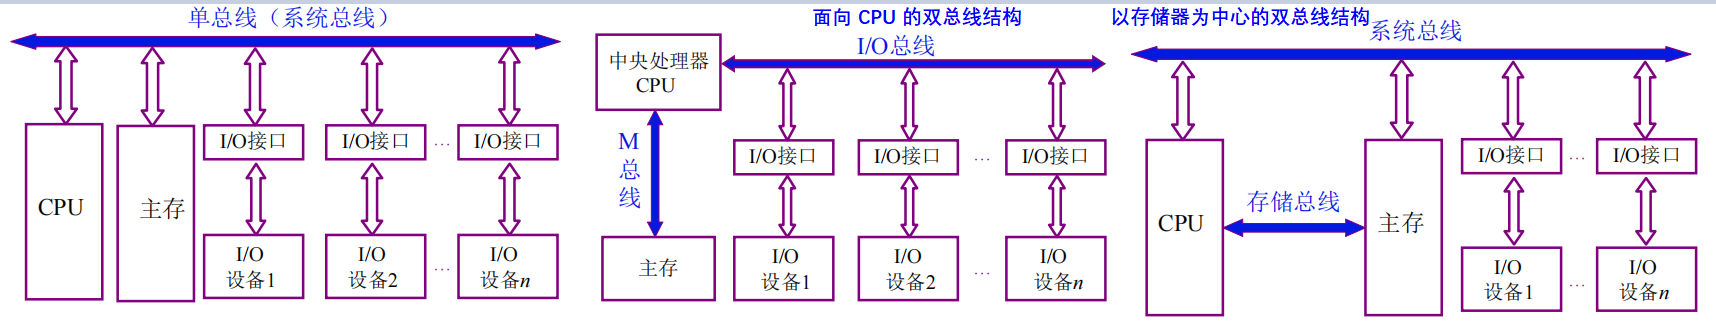 单总线（系统总线）
CPU
主存
I/O接口
I/O接口
...
I/O接口
I/O
设备1
I/O
设备2
...
I/O
设备n
面向 CPU 的双总线结构
中央处理器
CPU
I/O总线
M
总
线
主存
I/O接口
I/O接口
...
I/O接口
I/O
设备1
I/O
设备2
...
I/O
设备n
以存储器为中心的双总线结构
系统总线
CPU
存储总线
主存
I/O接口
...
I/O接口
I/O
设备1
...
I/O
设备n